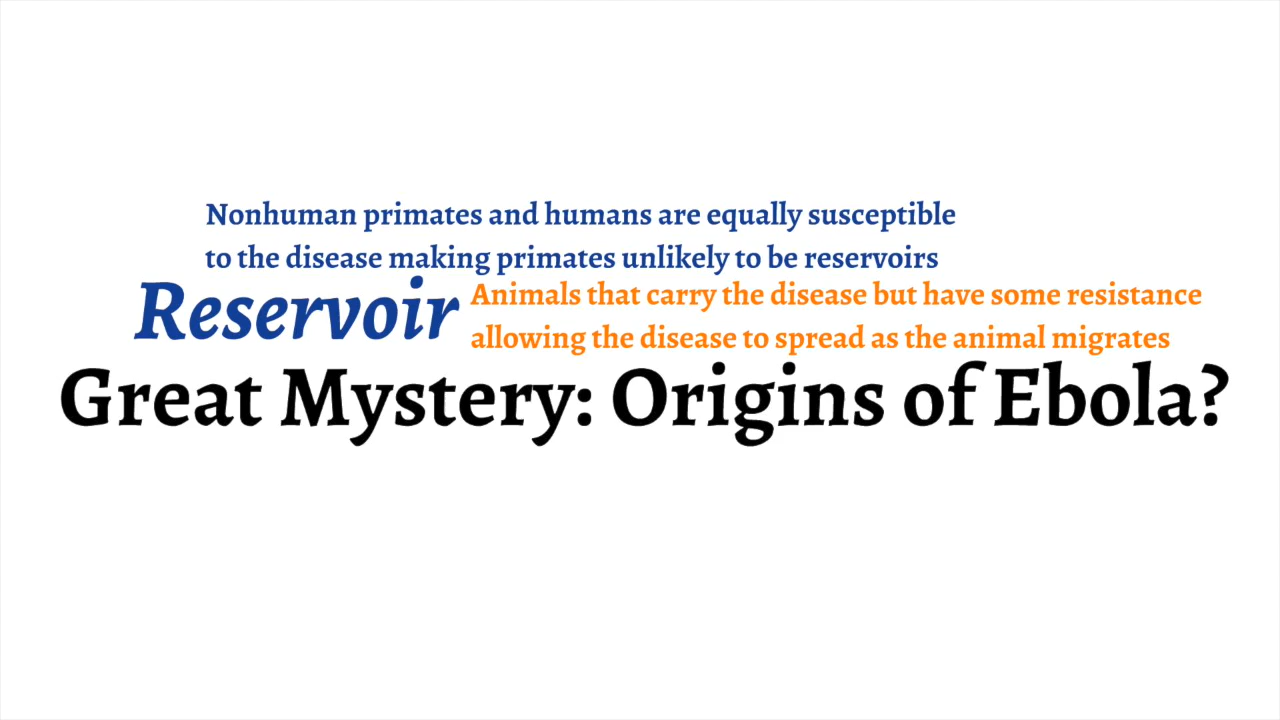 Nonhuman primates and humans are equally susceptible
to the disease making primates unlikely to be reservoirs
Reservoir
Animals that carry the disease but have some resistance
allowing the disease to spread as the animal migrates
Great Mystery: Origins of Ebola?